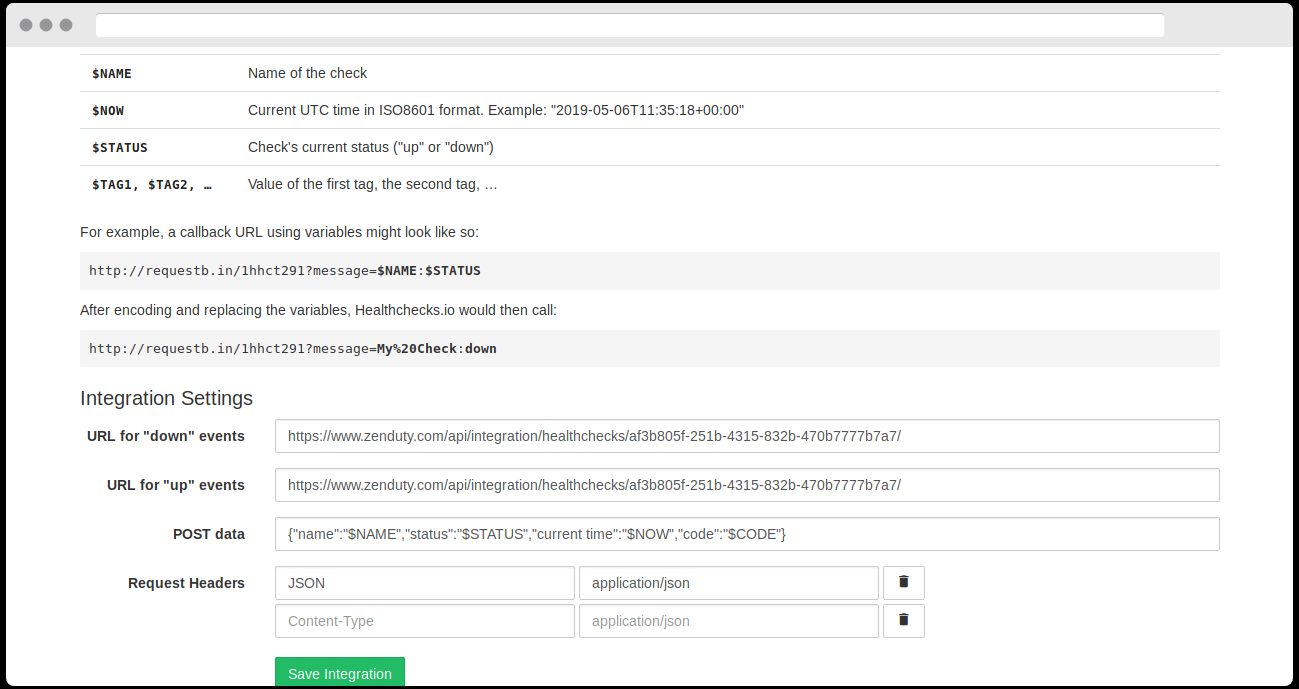 $NAME Name of the check
$NOW Current UTC time in ISO8601 format. Example: "2019-05-06T11:35:18+00:00"
$STATUS Check's current status ("up" or "down")
$TAG1, $TAG2, … Value of the first tag, the second tag, …
For example, a callback URL using variables might look like so:
http://requestb.in/1hhct291?message=$NAME:$STATUS
After encoding and replacing the variables, Healthchecks.io would then call:
http://requestb.in/1hhct291?message=My%20Check:down
Integration Settings
URL for "down" events https://www.zenduty.com/api/integration/healthchecks/af3b805f-251b-4315-832b-470b7777b7a7/
URL for "up" events https://www.zenduty.com/api/integration/healthchecks/af3b805f-251b-4315-832b-470b7777b7a7/
POST data {"name":"$NAME","status":"$STATUS","current time":"$NOW","code":"$CODE"}
Request Headers JSON application/json
Content-Type application/json
Save Integration